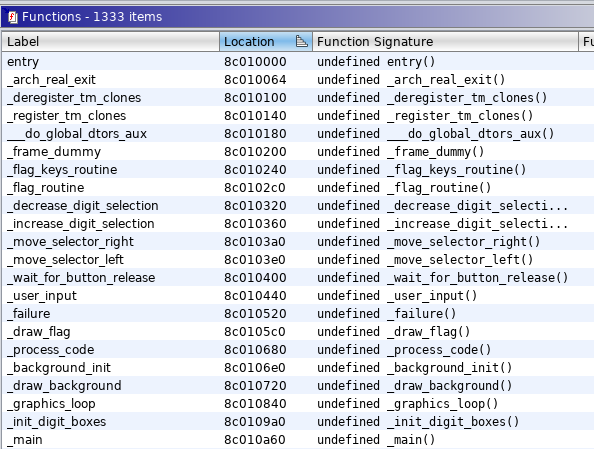 Functions - 1333 items
Label Location Function Signature Fu
entry 8c010000 undefined entry()
_arch_real_exit 8c010064 undefined _arch_real_exit()
_deregister_tm_clones 8c010100 undefined _deregister_tm_clones()
_register_tm_clones 8c010140 undefined _register_tm_clones()
___do_global_dtors_aux 8c010180 undefined ___do_global_dtors_aux()
_frame_dummy 8c010200 undefined _frame_dummy()
_flag_keys_routine 8c010240 undefined _flag_keys_routine()
_flag_routine 8c0102c0 undefined _flag_routine()
_decrease_digit_selection 8c010320 undefined _decrease_digit_selecti...
_increase_digit_selection 8c010360 undefined _increase_digit_selecti...
_move_selector_right 8c0103a0 undefined _move_selector_right()
_move_selector_left 8c0103e0 undefined _move_selector_left()
_wait_for_button_release 8c010400 undefined _wait_for_button_release()
_user_input 8c010440 undefined _user_input()
_failure 8c010520 undefined _failure()
_draw_flag 8c0105c0 undefined _draw_flag()
_process_code 8c010680 undefined _process_code()
_background_init 8c0106e0 undefined _background_init()
_draw_background 8c010720 undefined _draw_background()
_graphics_loop 8c010840 undefined _graphics_loop()
_init_digit_boxes 8c0109a0 undefined _init_digit_boxes()
_main 8c010a60 undefined _main()